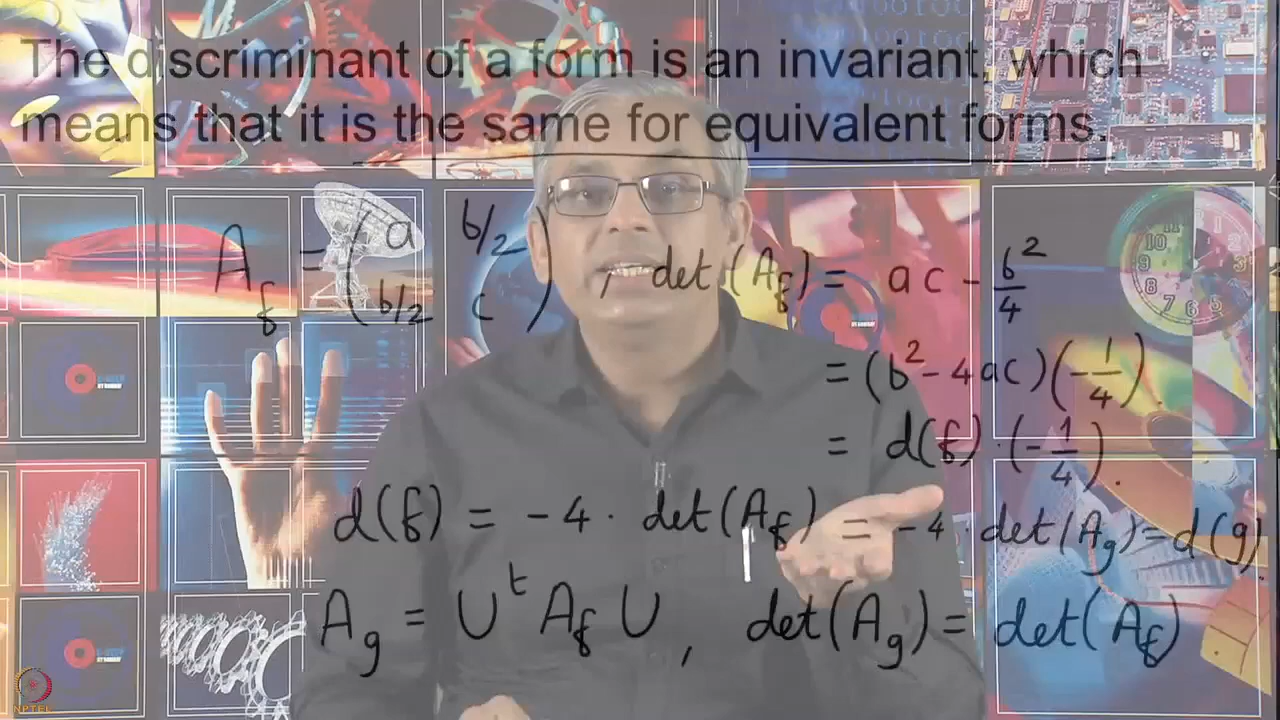 The discriminant of a form is an invariant, which
means that it is the same for equivalent forms.
A_f = (a b/2 b/2 c), det(A_f) = ac - b²/4
= (b² - 4ac)(-1/4).
= d(f)·(-1/4).
d(f) = -4 · det(A_f) = -4 · det(A_g) = d(g).
A_g = U^t A_f U, det(A_g) = det(A_f)
NPTEL